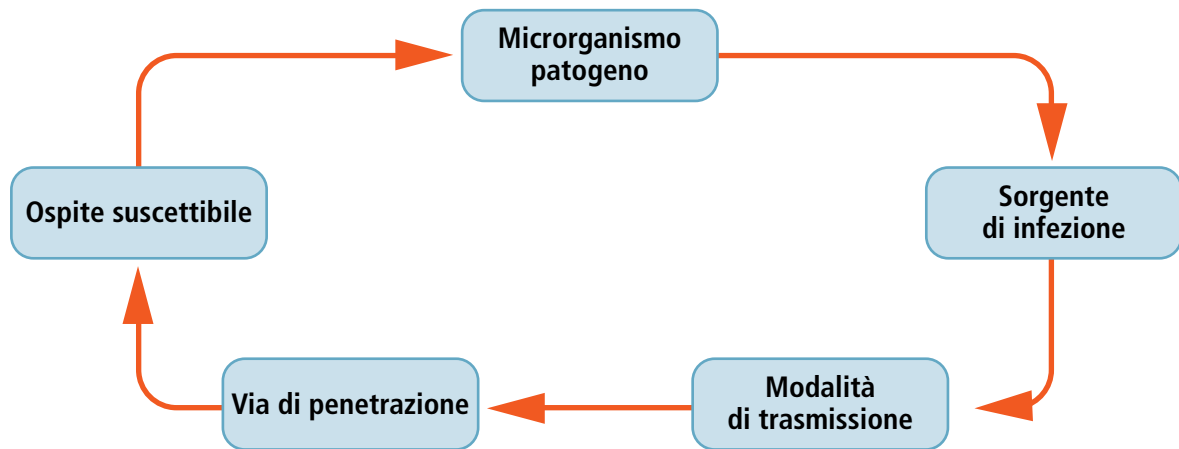 Microrganismo
patogeno
Sorgente
di infezione
Modalità
di trasmissione
Via di penetrazione
Ospite suscettibile